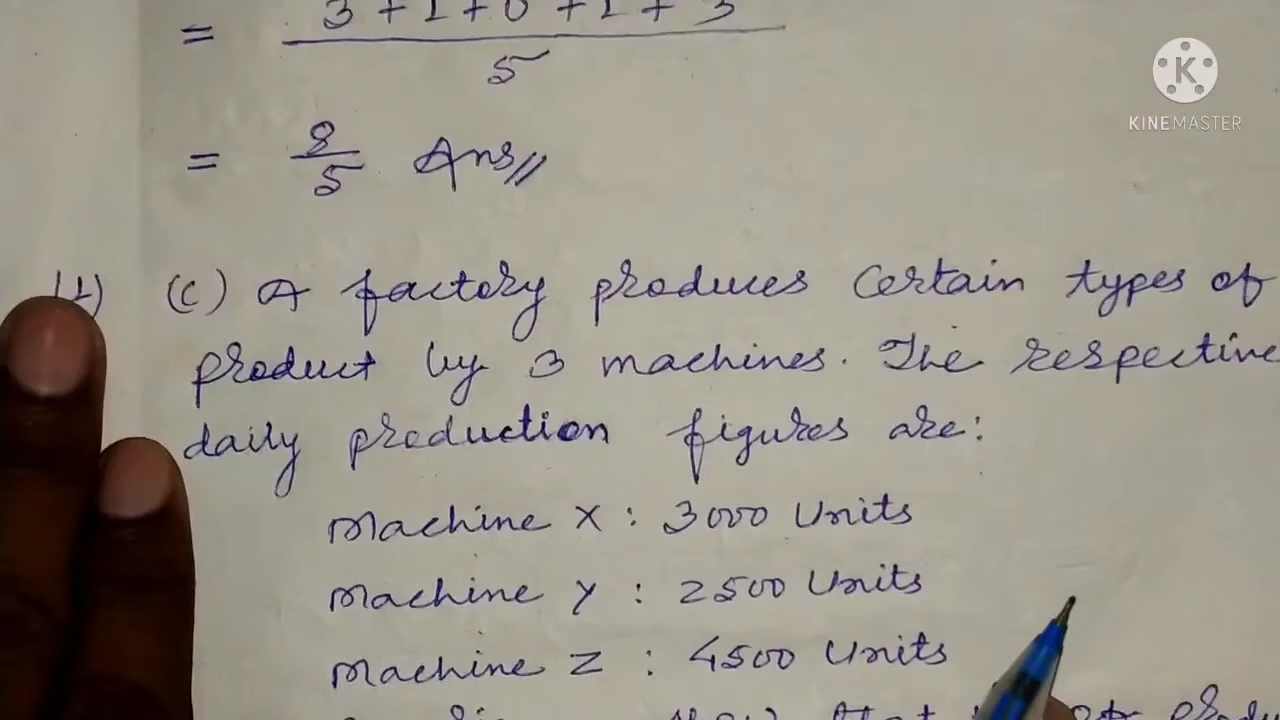 = 3 + 1 + 0 + 1 + 3
5
= 8/5 Ans//
KINEMASTER
(C) A factory produces certain types of
product by 3 machines. The respective
daily production figures are:
Machine X : 3000 Units
Machine Y : 2500 Units
Machine Z : 4500 Units
that